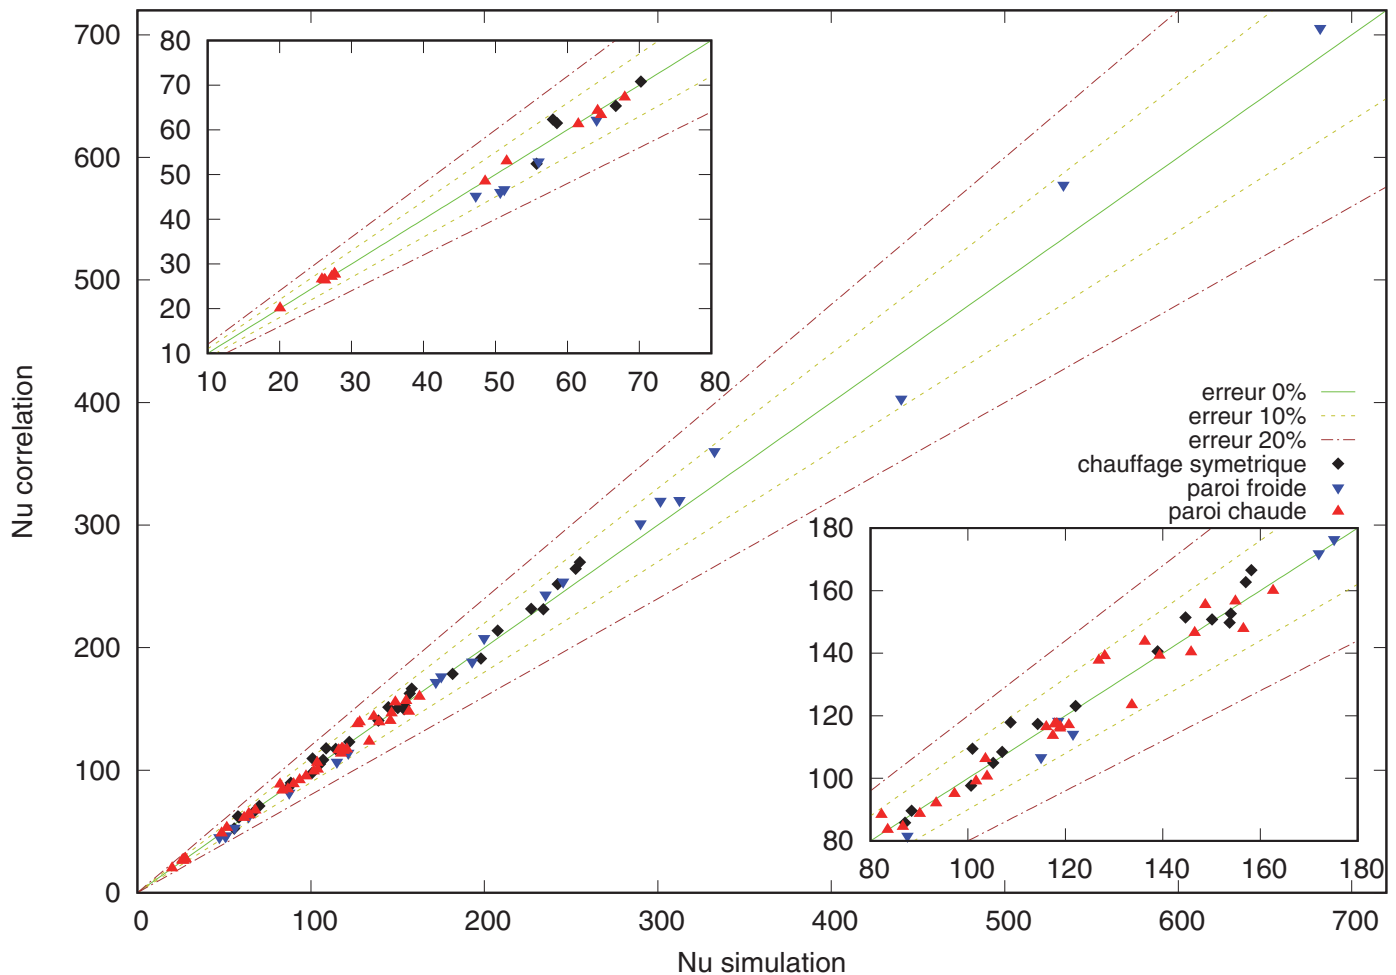 Nu correlation
700
600
500
400
300
200
100
0
0 100 200 300 400 500 600 700
Nu simulation
80
70
60
50
40
30
20
10
10 20 30 40 50 60 70 80
erreur 0%
erreur 10%
erreur 20%
chauffage symetrique
paroi froide
paroi chaude
180
160
140
120
100
80
80 100 120 140 160 180